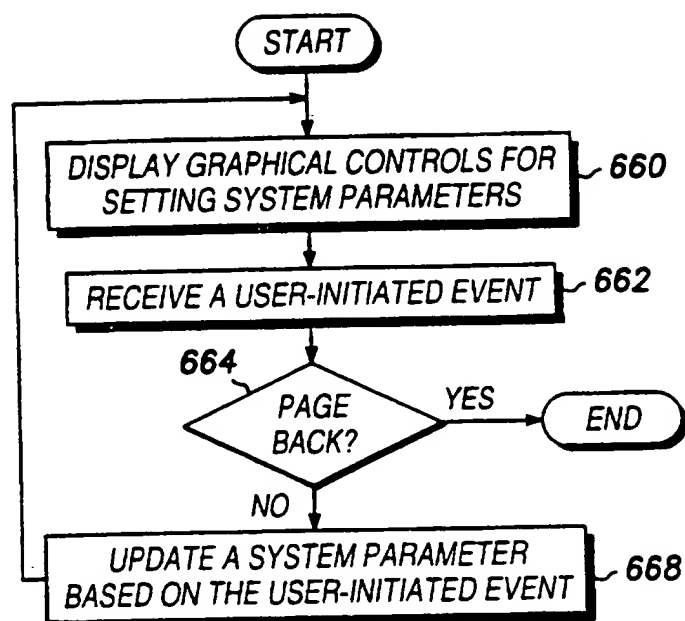 START
DISPLAY GRAPHICAL CONTROLS FOR
SETTING SYSTEM PARAMETERS
660
RECEIVE A USER-INITIATED EVENT
662
664
PAGE
BACK?
YES
END
NO
UPDATE A SYSTEM PARAMETER
BASED ON THE USER-INITIATED EVENT
668